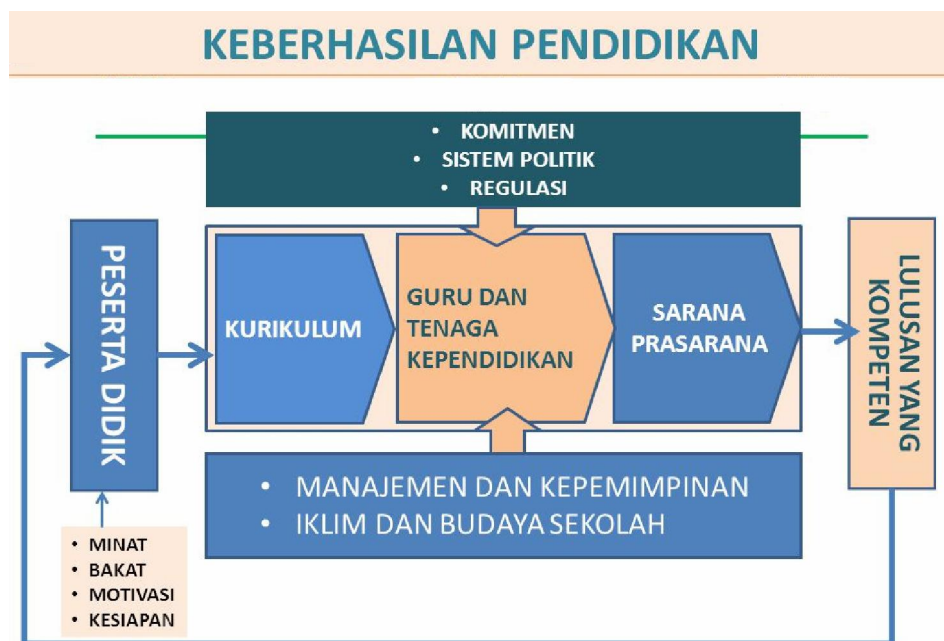 KEBERHASILAN PENDIDIKAN
• KOMITMEN
• SISTEM POLITIK
• REGULASI
PESERTA DIDIK
KURIKULUM
GURU DAN
TENAGA
KEPENDIDIKAN
SARANA
PRASARANA
LULUSAN YANG
KOMPETEN
• MANAJEMEN DAN KEPEMIMPINAN
• IKLIM DAN BUDAYA SEKOLAH
• MINAT
• BAKAT
• MOTIVASI
• KESIAPAN